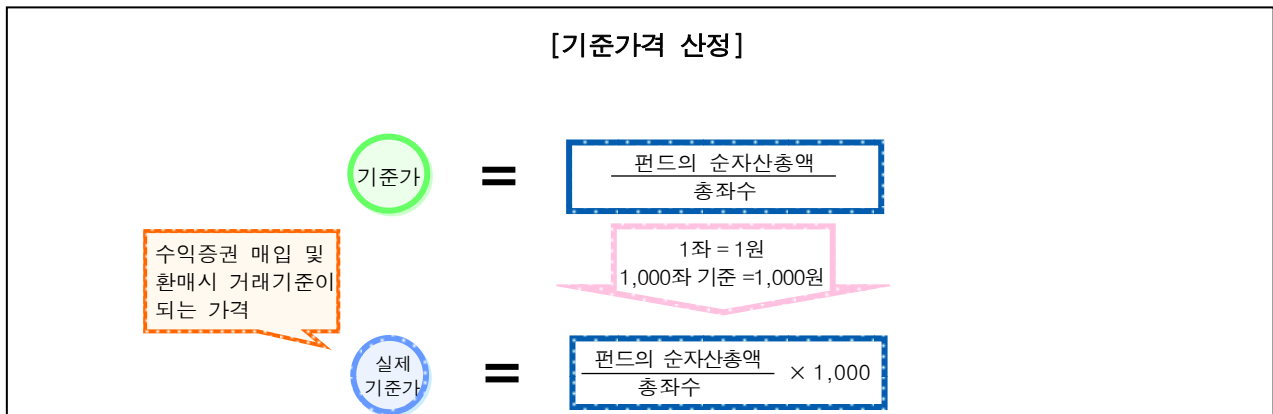 [기준가격 산정]
기준가
=
펀드의 순자산총액
총좌수
1좌 = 1원
1,000좌 기준 =1,000원
수익증권 매입 및
환매시 거래기준이
되는 가격
실제
기준가
=
펀드의 순자산총액
총좌수
× 1,000